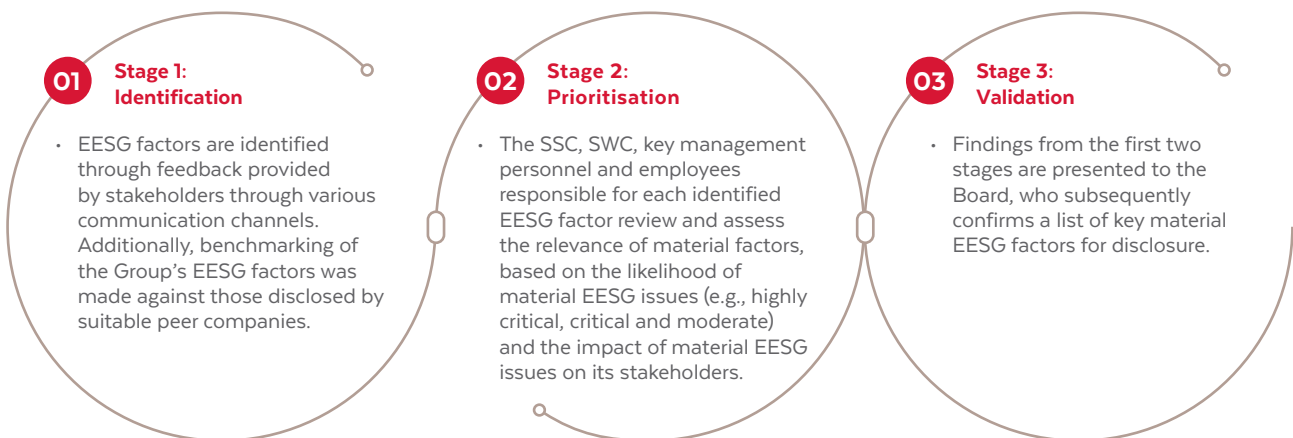 01
Stage 1:
Identification
• EESG factors are identified
through feedback provided
by stakeholders through various
communication channels.
Additionally, benchmarking of
the Group's EESG factors was
made against those disclosed by
suitable peer companies.
02
Stage 2:
Prioritisation
• The SSC, SWC, key management
personnel and employees
responsible for each identified
EESG factor review and assess
the relevance of material factors,
based on the likelihood of
material EESG issues (e.g., highly
critical, critical and moderate)
and the impact of material EESG
issues on its stakeholders.
03
Stage 3:
Validation
• Findings from the first two
stages are presented to the
Board, who subsequently
confirms a list of key material
EESG factors for disclosure.